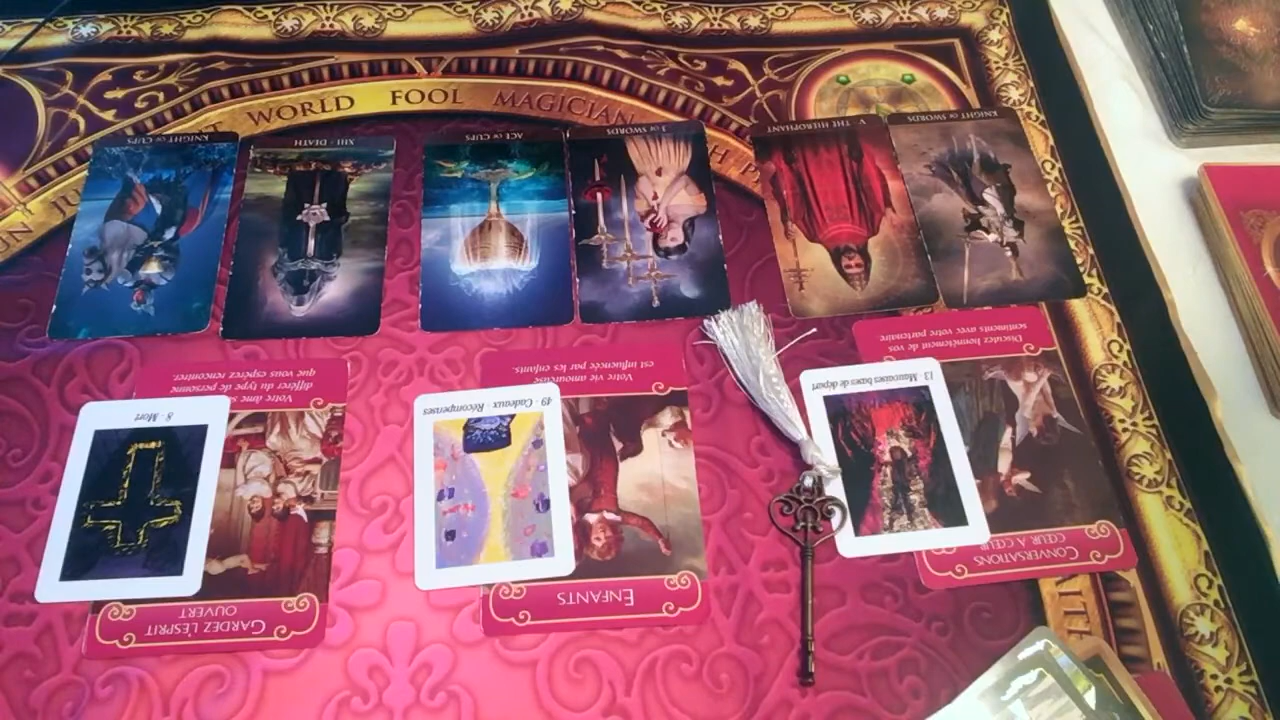 WORLD FOOL MAGICIAN
KNIGHT OF CUPS
XIII · DEATH
ACE OF CUPS
3 OF SWORDS
V · THE HIEROPHANT
KNIGHT OF SWORDS
8 · Mort
Votre âme
différer du type de personne
que vous espérez rencontrer.
GARDEZ L'ESPRIT
OUVERT
49 · Cadeaux · Récompenses
Votre vie amoureuse
est influencée par les enfants.
ENFANTS
13 · Mauvaises bases de départ
Discutez honnêtement de vos
sentiments avec votre partenaire
CONVERSATIONS
CŒUR À CŒUR